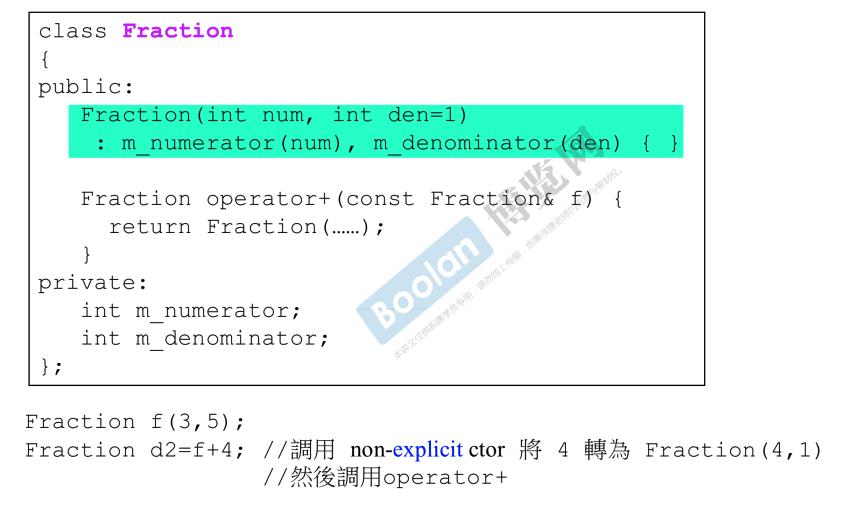 class Fraction
{
public:
Fraction(int num, int den=1)
: m_numerator(num), m_denominator(den) { }
Fraction operator+(const Fraction& f) {
return Fraction(……);
}
private:
int m_numerator;
int m_denominator;
};
Boolan 博览网
Fraction f(3,5);
Fraction d2=f+4; //調用 non-explicit ctor 將 4 轉為 Fraction(4,1)
//然後調用operator+